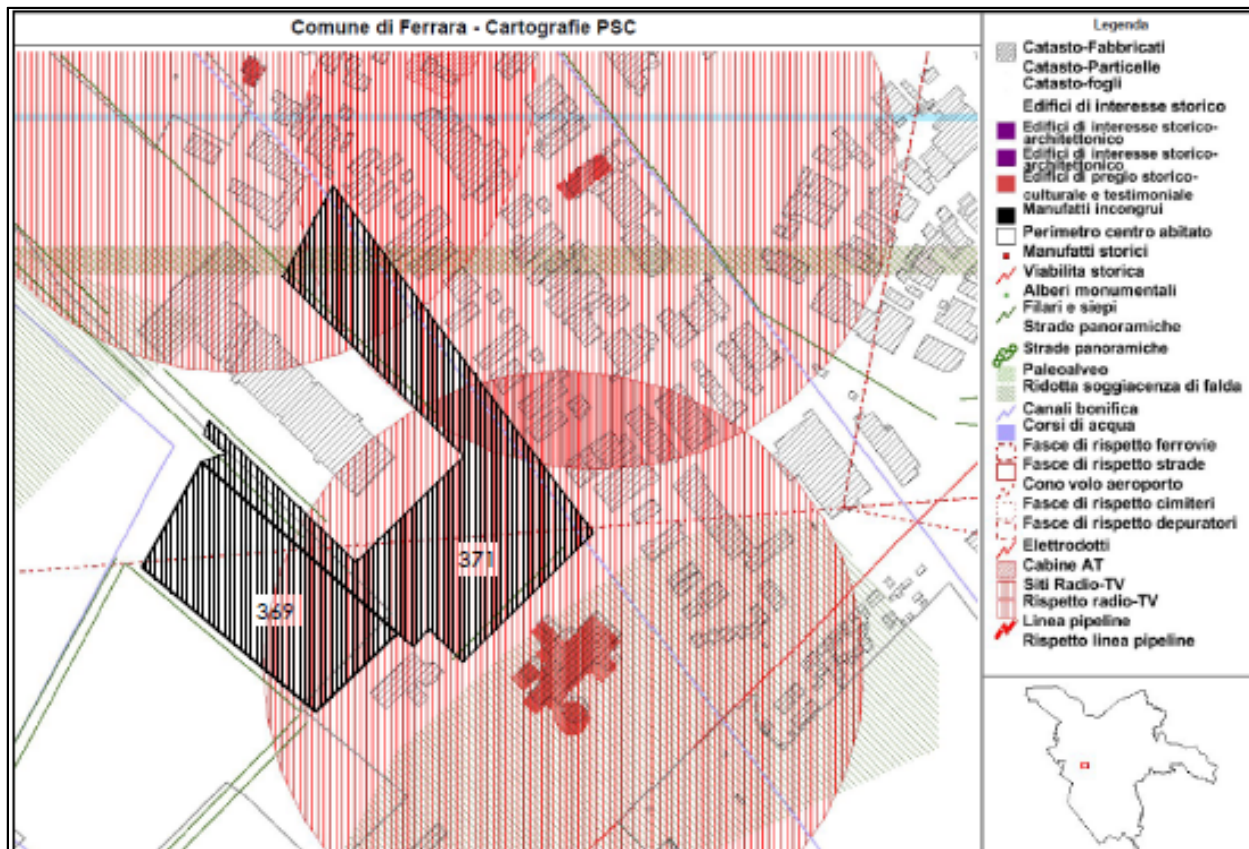 Comune di Ferrara - Cartografie PSC
371
369
Legenda
Catasto-Fabbricati
Catasto-Particelle
Catasto-fogli
Edifici di interesse storico
Edifici di interesse storico-
architettonico
Edifici di interesse storico-
architettonico
Edifici di pregio storico-
culturale e testimoniale
Manufatti incongrui
Perimetro centro abitato
Manufatti storici
Viabilita storica
Alberi monumentali
Filari e siepi
Strade panoramiche
Strade panoramiche
Paleoalveo
Ridotta soggiacenza di falda
Canali bonifica
Corsi di acqua
Fasce di rispetto ferrovie
Fasce di rispetto strade
Cono volo aeroporto
Fasce di rispetto cimiteri
Fasce di rispetto depuratori
Elettrodotti
Cabine AT
Siti Radio-TV
Rispetto radio-TV
Linea pipeline
Rispetto linea pipeline